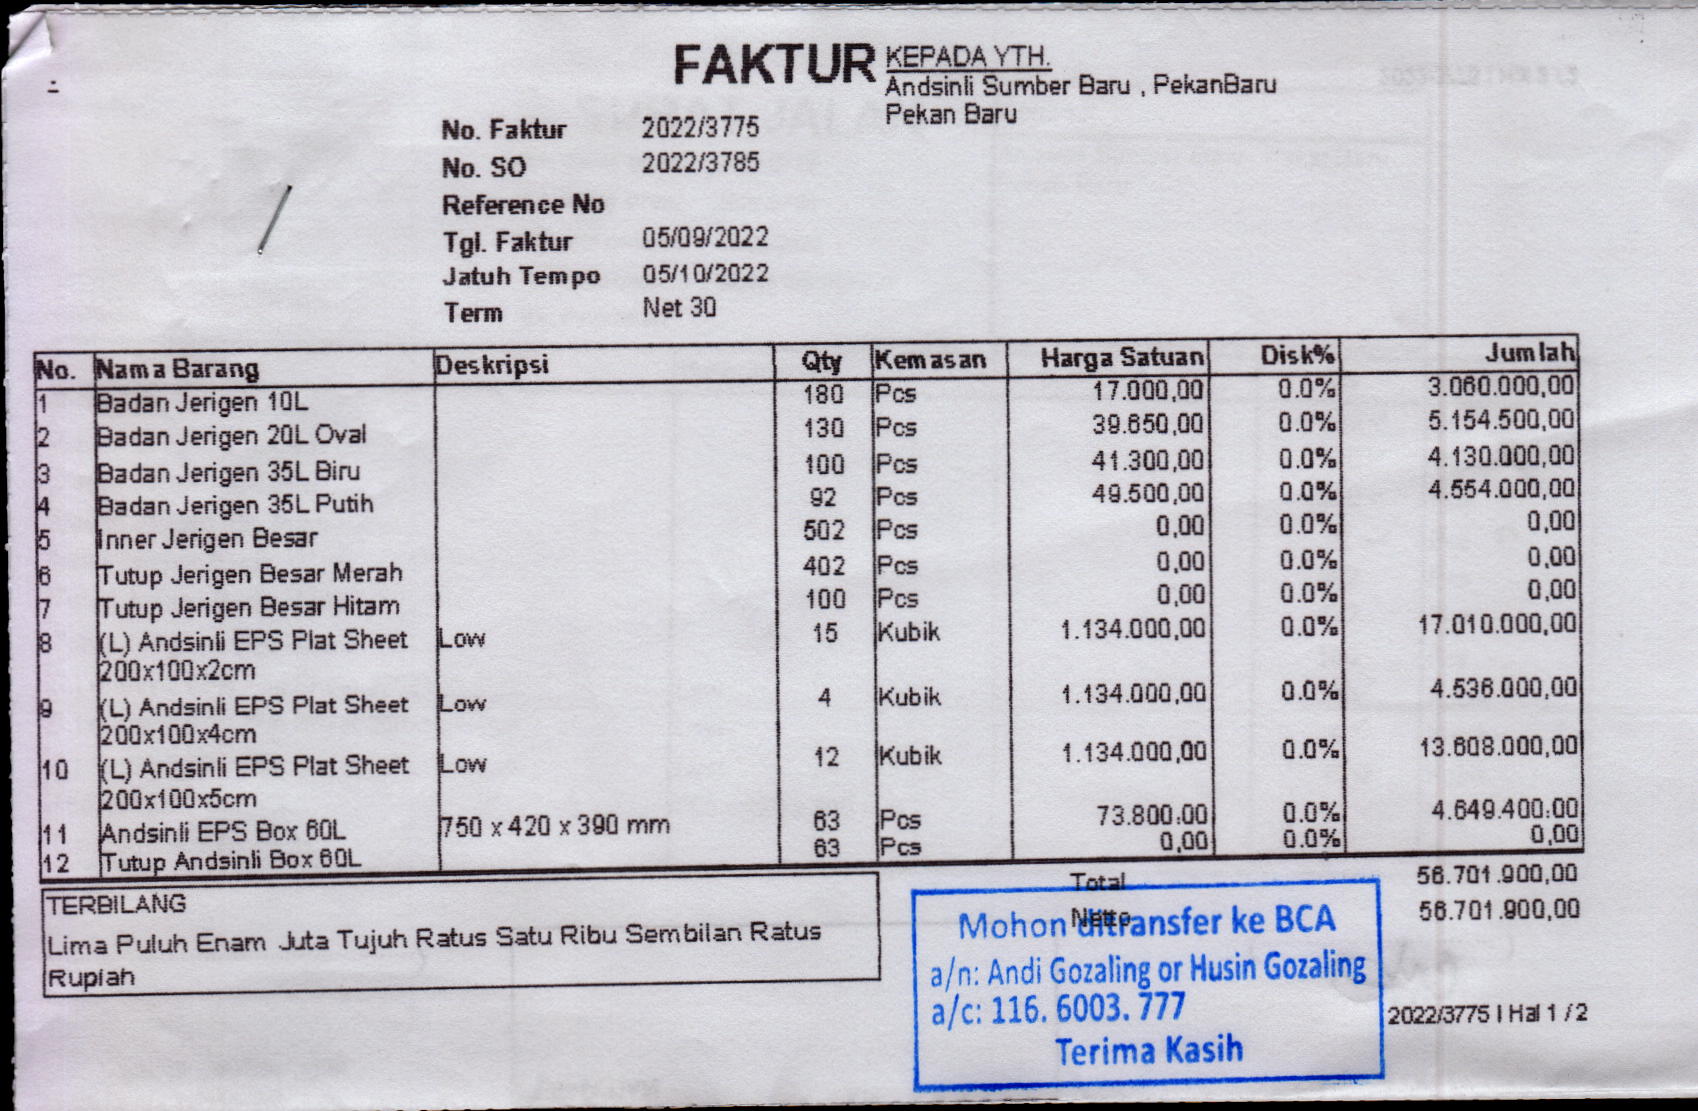 FAKTUR
KEPADA YTH.
Andsinli Sumber Baru , PekanBaru
Pekan Baru
No. Faktur 2022/3775
No. SO 2022/3785
Reference No
Tgl. Faktur 05/09/2022
Jatuh Tempo 05/10/2022
Term Net 30
No. Nama Barang Deskripsi Qty Kemasan Harga Satuan Disk% Jumlah
1 Badan Jerigen 10L 180 Pcs 17.000,00 0.0% 3.060.000,00
2 Badan Jerigen 20L Oval 130 Pcs 39.650,00 0.0% 5.154.500,00
3 Badan Jerigen 35L Biru 100 Pcs 41.300,00 0.0% 4.130.000,00
4 Badan Jerigen 35L Putih 92 Pcs 49.500,00 0.0% 4.554.000,00
5 Inner Jerigen Besar 502 Pcs 0,00 0.0% 0,00
6 Tutup Jerigen Besar Merah 402 Pcs 0,00 0.0% 0,00
7 Tutup Jerigen Besar Hitam 100 Pcs 0,00 0.0% 0,00
8 (L) Andsinli EPS Plat Sheet Low 15 Kubik 1.134.000,00 0.0% 17.010.000,00
200x100x2cm
9 (L) Andsinli EPS Plat Sheet Low 4 Kubik 1.134.000,00 0.0% 4.536.000,00
200x100x4cm
10 (L) Andsinli EPS Plat Sheet Low 12 Kubik 1.134.000,00 0.0% 13.608.000,00
200x100x5cm
11 Andsinli EPS Box 60L 750 x 420 x 390 mm 63 Pcs 73.800,00 0.0% 4.649.400,00
12 Tutup Andsinli Box 60L 63 Pcs 0,00 0.0% 0,00
Total 56.701.900,00
Netto 56.701.900,00
TERBILANG
Lima Puluh Enam Juta Tujuh Ratus Satu Ribu Sembilan Ratus
Rupiah
Mohon ditransfer ke BCA
a/n: Andi Gozaling or Husin Gozaling
a/c: 116. 6003. 777
Terima Kasih
2022/3775 | Hal 1 / 2